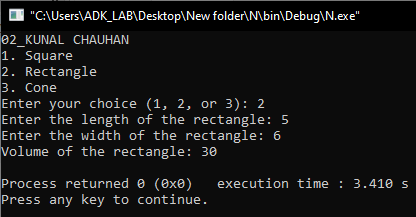 "C:\Users\ADK_LAB\Desktop\New folder\N\bin\Debug\N.exe"
02_KUNAL CHAUHAN
1. Square
2. Rectangle
3. Cone
Enter your choice (1, 2, or 3): 2
Enter the length of the rectangle: 5
Enter the width of the rectangle: 6
Volume of the rectangle: 30

Process returned 0 (0x0)   execution time : 3.410 s
Press any key to continue.